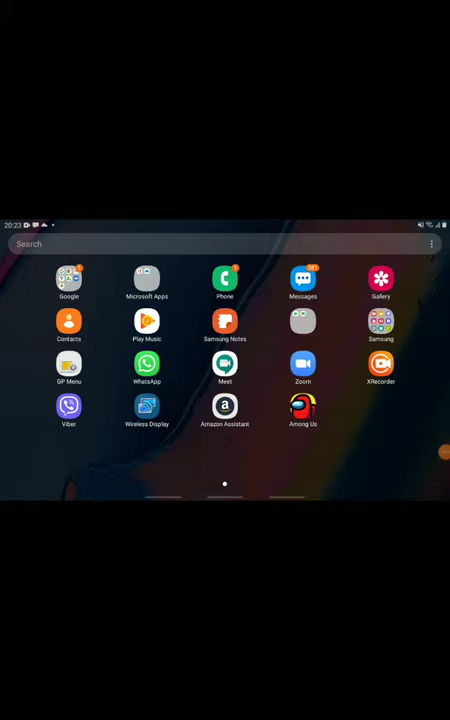 20:23
Search
Google
Microsoft Apps
Phone
Messages
Gallery
Contacts
Play Music
Samsung Notes
Samsung
GP Menu
WhatsApp
Meet
Zoom
XRecorder
Viber
Wireless Display
Amazon Assistant
Among Us